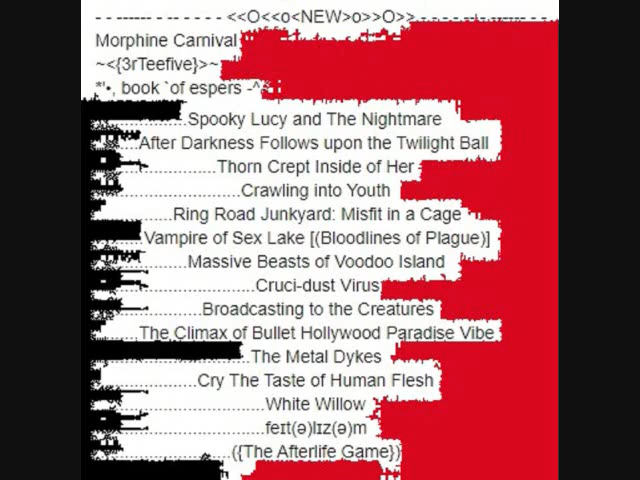 - - ------ - -- - - - - <<O<<o<NEW>o>>O>> - - - - -- ----- - -
Morphine Carnival
~<{3rTeefive}>~
*'•, book `of espers -^
..................Spooky Lucy and The Nightmare
..........After Darkness Follows upon the Twilight Ball
.......................Thorn Crept Inside of Her
............................Crawling into Youth
...............Ring Road Junkyard: Misfit in a Cage
...........Vampire of Sex Lake [(Bloodlines of Plague)]
..................Massive Beasts of Voodoo Island
...............................Cruci-dust Virus
.....................Broadcasting to the Creatures
..........The Climax of Bullet Hollywood Paradise Vibe
..............................The Metal Dykes
....................Cry The Taste of Human Flesh
.................................White Willow
.................................feɪt(ə)lɪz(ə)m
...........................({The Afterlife Game})